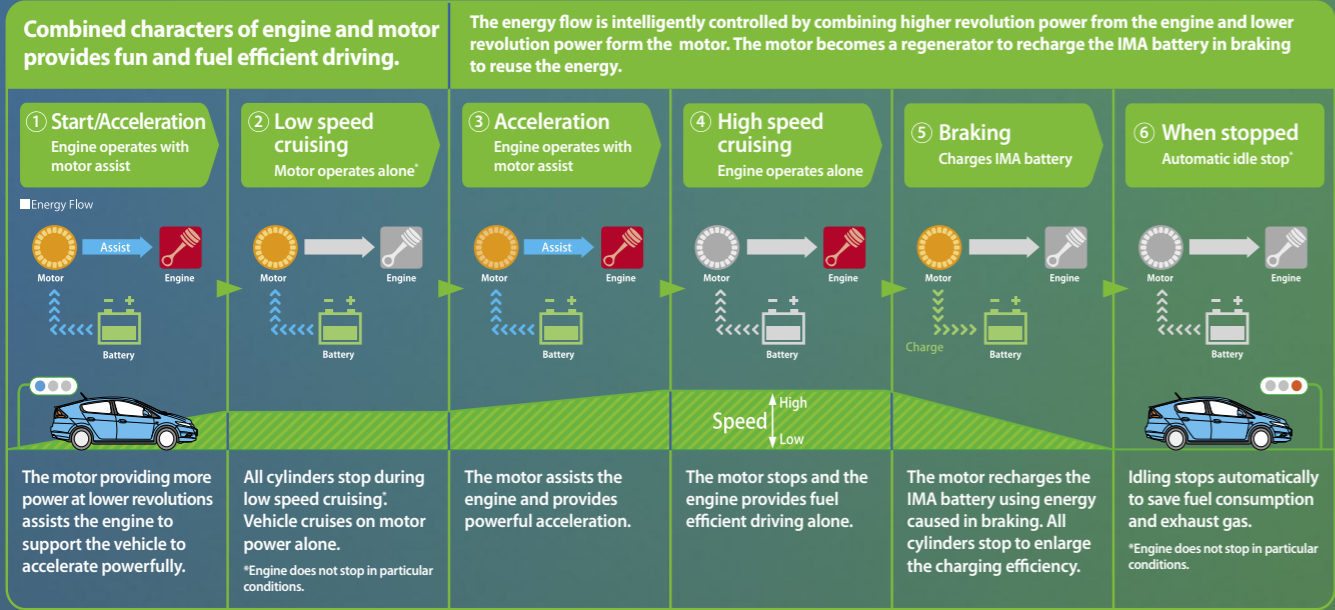 Combined characters of engine and motor
provides fun and fuel efficient driving.
The energy flow is intelligently controlled by combining higher revolution power from the engine and lower
revolution power form the motor. The motor becomes a regenerator to recharge the IMA battery in braking
to reuse the energy.
① Start/Acceleration
Engine operates with
motor assist
② Low speed
cruising
Motor operates alone*
③ Acceleration
Engine operates with
motor assist
④ High speed
cruising
Engine operates alone
⑤ Braking
Charges IMA battery
⑥ When stopped
Automatic idle stop*
Energy Flow
Assist
Motor
Engine
- +
Battery
Motor
Engine
- +
Battery
Assist
Motor
Engine
- +
Battery
Motor
Engine
- +
Battery
Motor
Engine
- +
Charge
Battery
Motor
Engine
- +
Battery
Speed
High
Low
The motor providing more
power at lower revolutions
assists the engine to
support the vehicle to
accelerate powerfully.
All cylinders stop during
low speed cruising*.
Vehicle cruises on motor
power alone.
*Engine does not stop in particular
conditions.
The motor assists the
engine and provides
powerful acceleration.
The motor stops and the
engine provides fuel
efficient driving alone.
The motor recharges the
IMA battery using energy
caused in braking. All
cylinders stop to enlarge
the charging efficiency.
Idling stops automatically
to save fuel consumption
and exhaust gas.
*Engine does not stop in particular
conditions.